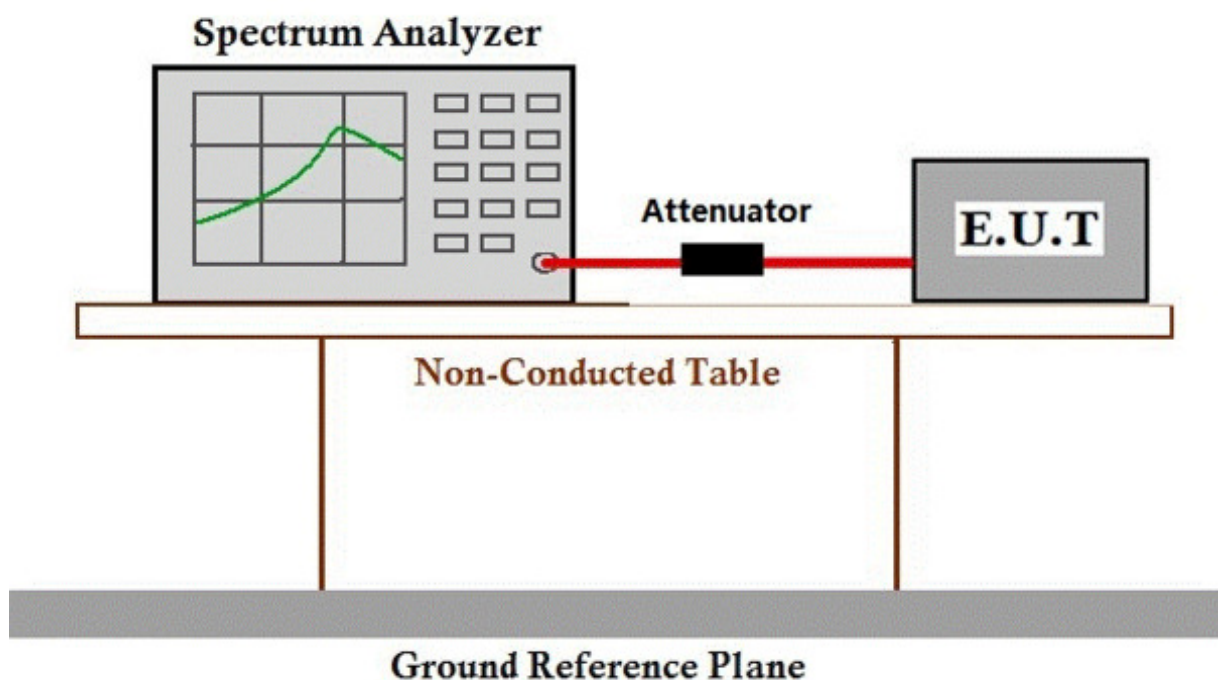 Spectrum Analyzer
Attenuator
E.U.T
Non-Conducted Table
Ground Reference Plane